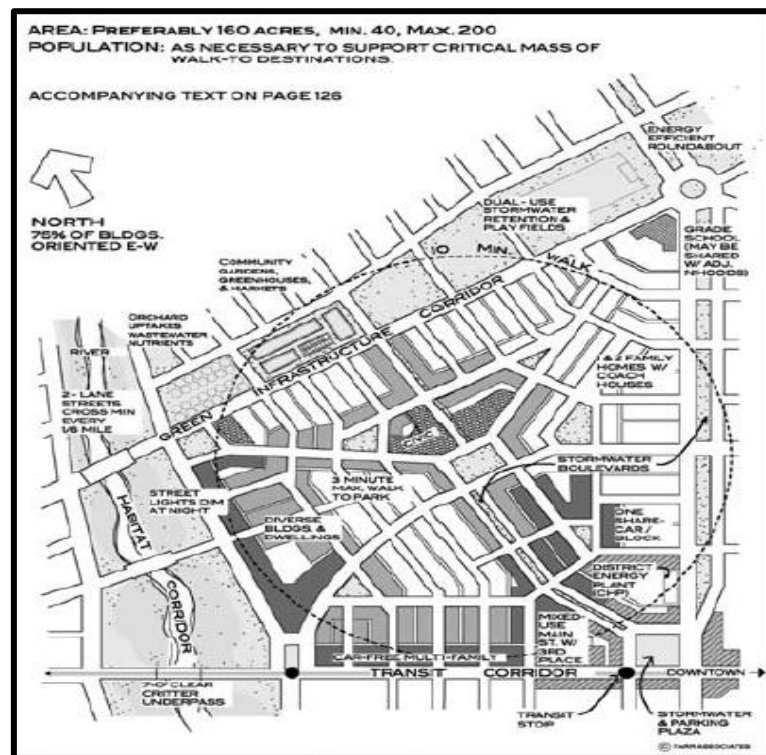 AREA: PREFERABLY 160 ACRES, MIN. 40, MAX. 200
POPULATION: AS NECESSARY TO SUPPORT CRITICAL MASS OF
WALK-TO DESTINATIONS.
ACCOMPANYING TEXT ON PAGE 126
ENERGY
EFFICIENT
ROUNDABOUT
NORTH
75% OF BLDGS.
ORIENTED E-W
DUAL-USE
STORMWATER
RETENTION &
PLAY FIELDS
GRADE
SCHOOL (MAY BE
SHARED
W/ ADJ.
NHOODS)
COMMUNITY
GARDENS,
GREENHOUSES,
& MARKETS
10 MIN. WALK
ORCHARD
UPTAKES
WASTEWATER
NUTRIENTS
GREEN INFRASTRUCTURE CORRIDOR
RIVER
2-LANE
STREETS
CROSS MIN
EVERY
1/6 MILE
1 & 2 FAMILY
HOMES W/
COACH
HOUSES
CIVIC
STORMWATER
BOULEVARDS
3 MINUTE
MAX. WALK
TO PARK
STREET
LIGHTS DIM
AT NIGHT
DIVERSE
BLDGS. &
DWELLINGS
HABITAT
CORRIDOR
ONE
SHARE-
CAR /
BLOCK
DISTRICT
ENERGY
PLANT
(CHP)
MIXED-
USE
MAIN
ST. W/
3RD
PLACE
CAR-FREE MULTI-FAMILY
TRANSIT CORRIDOR
DOWNTOWN
7'-0" CLEAR
CRITTER
UNDERPASS
TRANSIT
STOP
STORMWATER
& PARKING
PLAZA
© FARR ASSOCIATES